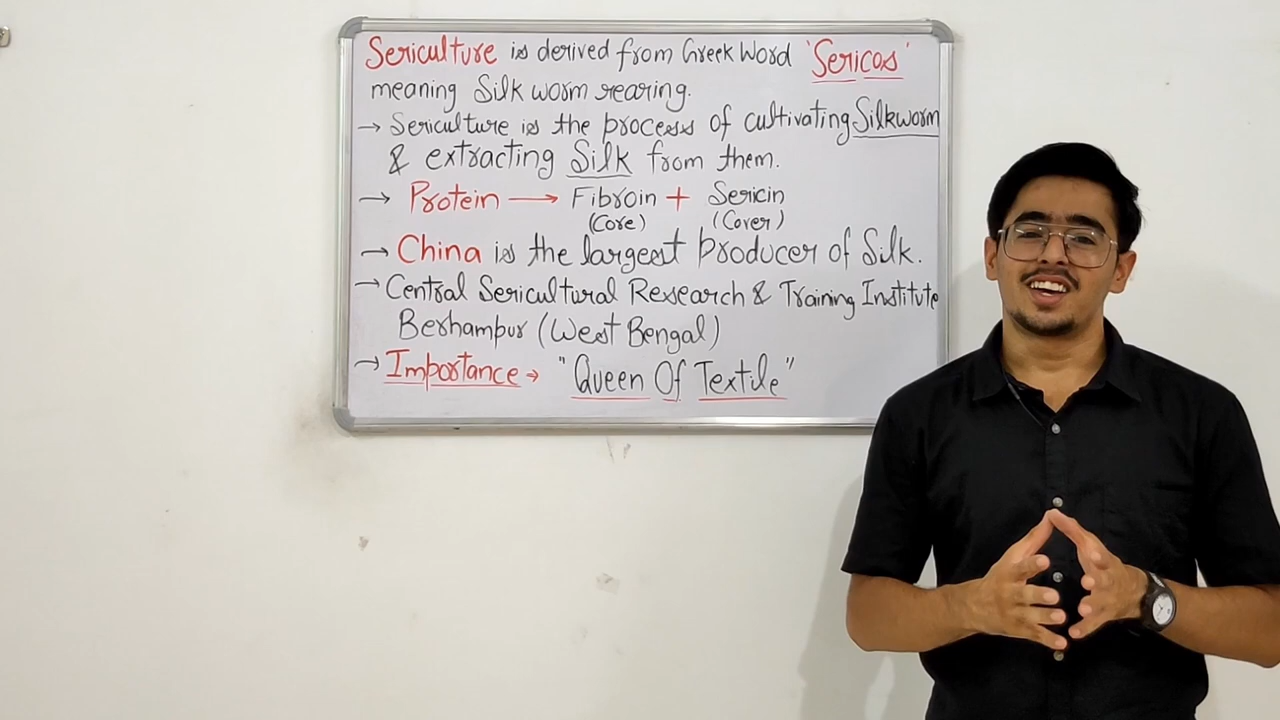 Sericulture is derived from Greek Word 'Sericos'
meaning Silk worm rearing.
→ Sericulture is the process of cultivating Silkworm
& extracting Silk from them.
→ Protein → Fibroin + Sericin
(Core) (Cover)
→ China is the largest producer of Silk.
→ Central Sericultural Research & Training Institute
Berhampur (West Bengal)
→ Importance → "Queen Of Textile"